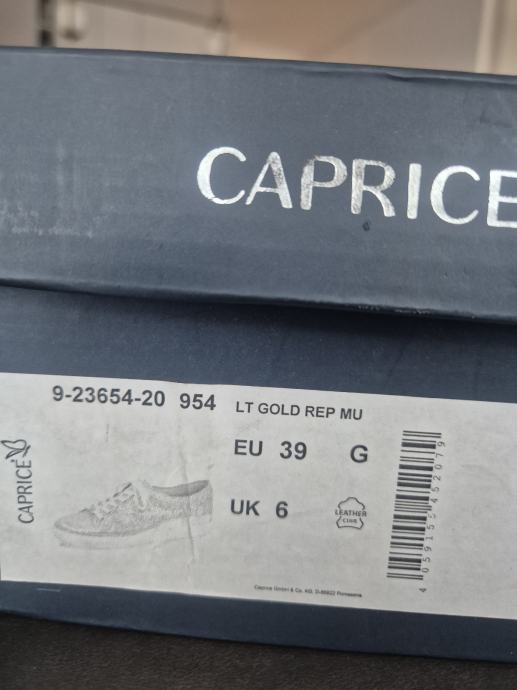 CAPRICE
9-23654-20 954 LT GOLD REP MU
EU 39 G
CAPRICE
UK 6
LEATHER